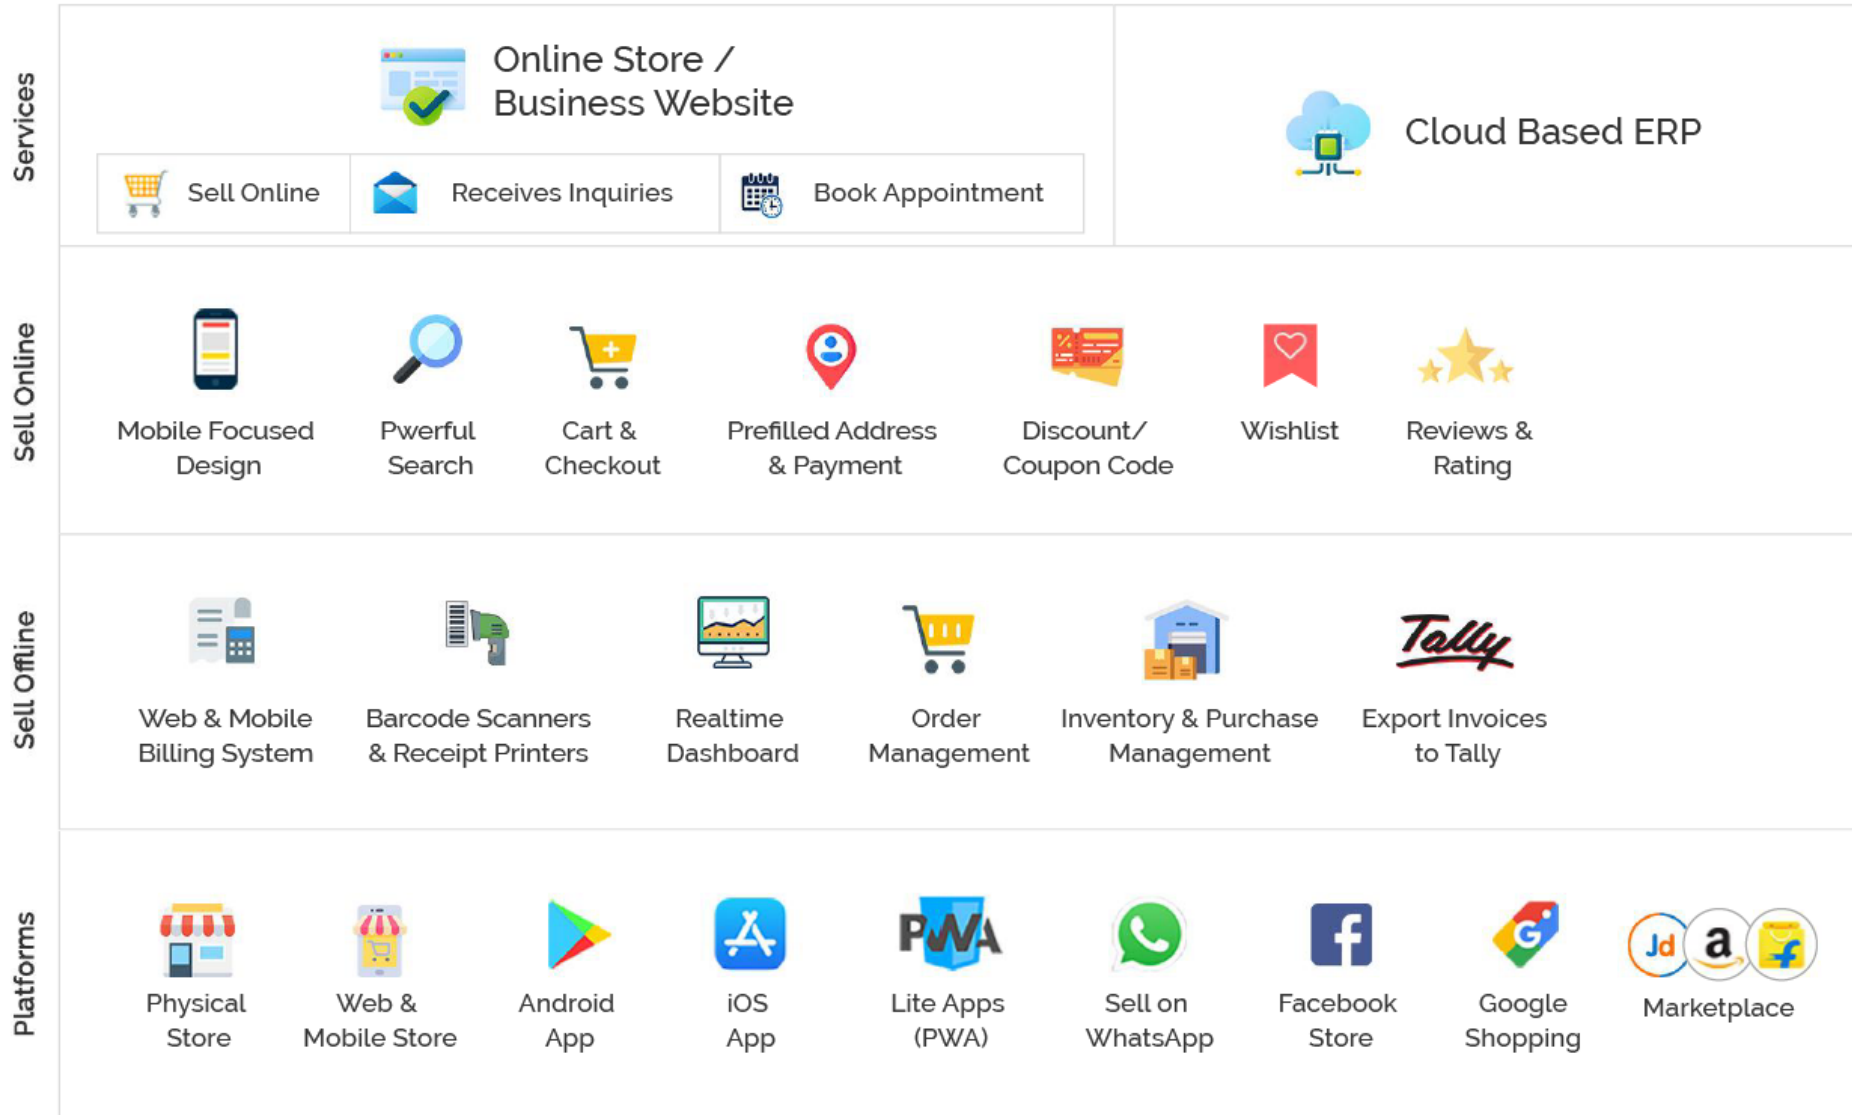 Services
Online Store /
Business Website
Sell Online
Receives Inquiries
Book Appointment
Cloud Based ERP
Sell Online
Mobile Focused
Design
Pwerful
Search
Cart &
Checkout
Prefilled Address
& Payment
Discount/
Coupon Code
Wishlist
Reviews &
Rating
Sell Offline
Tally
Web & Mobile
Billing System
Barcode Scanners
& Receipt Printers
Realtime
Dashboard
Order
Management
Inventory & Purchase
Management
Export Invoices
to Tally
Platforms
PWA
G
Jd
a
f
Physical
Store
Web &
Mobile Store
Android
App
iOS
App
Lite Apps
(PWA)
Sell on
WhatsApp
Facebook
Store
Google
Shopping
Marketplace